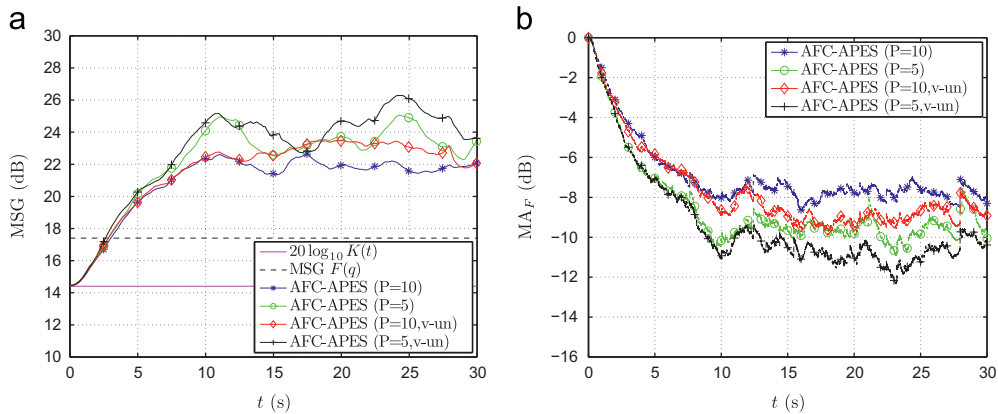 a
30
28
26
24
22
20
18
16
14
12
10
MSG (dB)
0
5
10
15
20
25
30
t (s)
20 log₁₀ K(t)
MSG F(q)
AFC-APES (P=10)
AFC-APES (P=5)
AFC-APES (P=10,v-un)
AFC-APES (P=5,v-un)
b
0
−2
−4
−6
−8
−10
−12
−14
−16
MA_F (dB)
0
5
10
15
20
25
30
t (s)
AFC-APES (P=10)
AFC-APES (P=5)
AFC-APES (P=10,v-un)
AFC-APES (P=5,v-un)